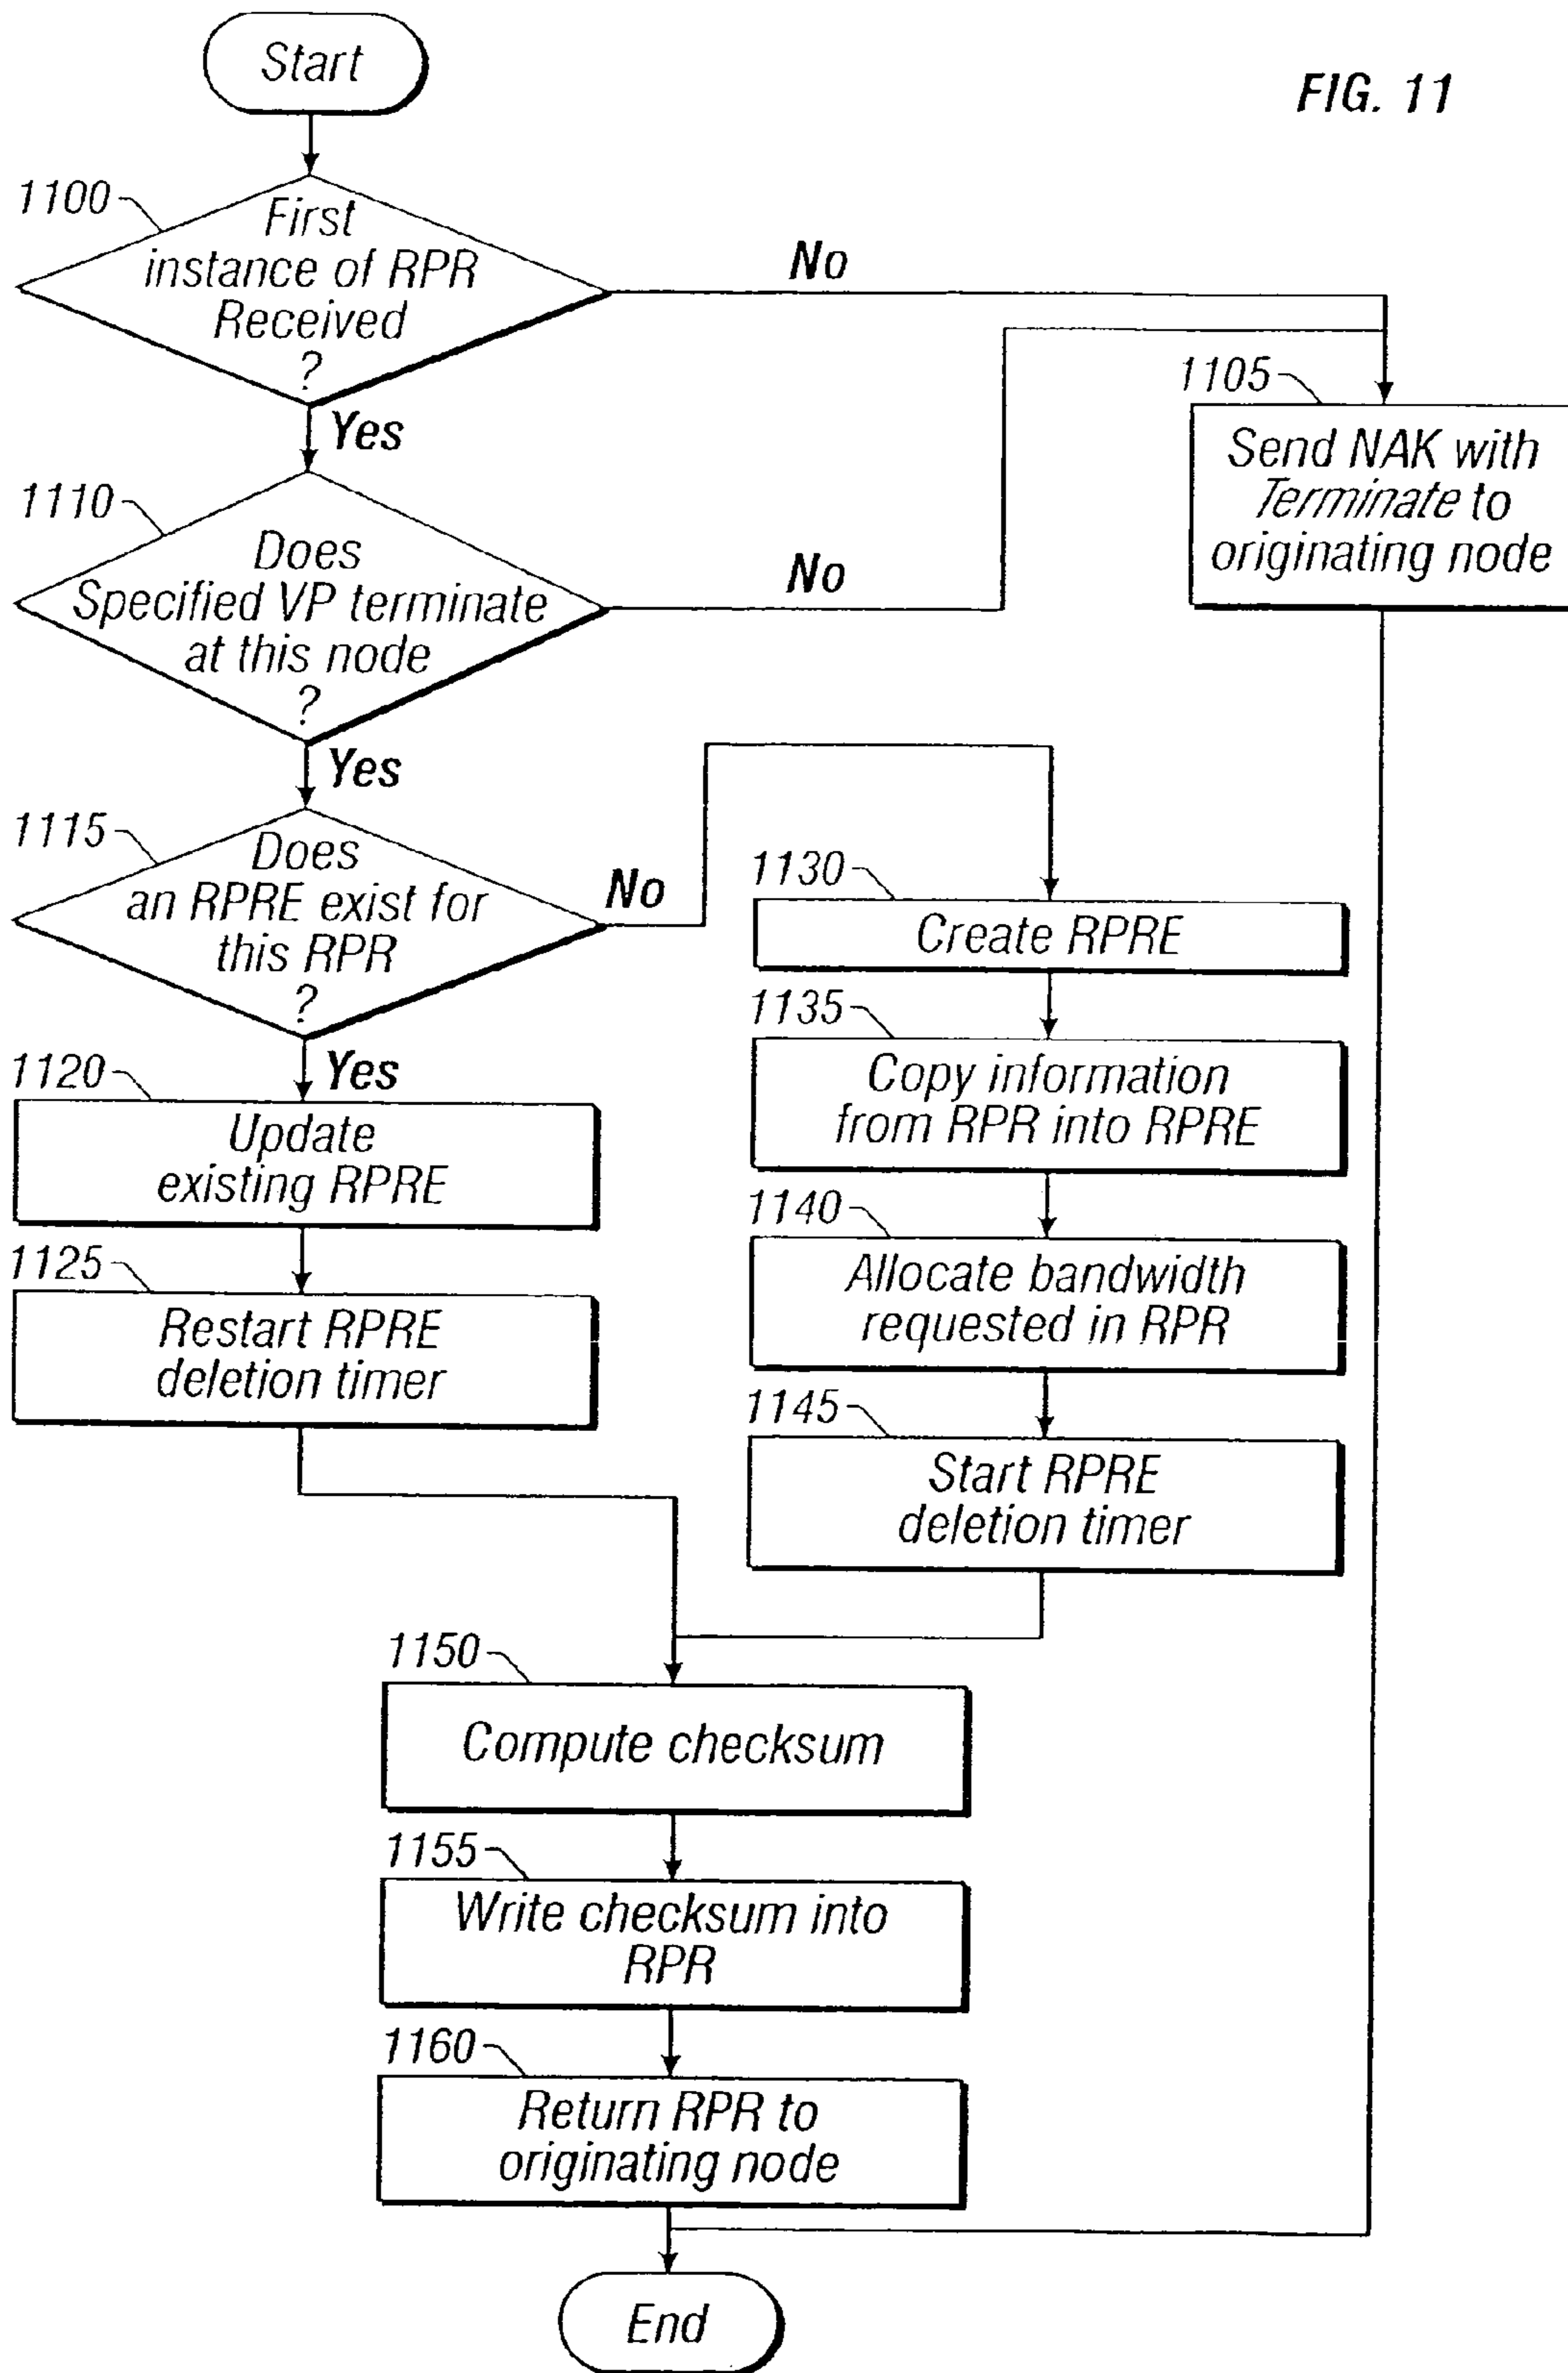 Start
FIG. 11
1100
First
instance of RPR
Received
?
No
Yes
1105
Send NAK with
Terminate to
originating node
1110
Does
Specified VP terminate
at this node
?
No
Yes
1115
Does
an RPRE exist for
this RPR
?
No
Yes
1120
Update
existing RPRE
1125
Restart RPRE
deletion timer
1130
Create RPRE
1135
Copy information
from RPR into RPRE
1140
Allocate bandwidth
requested in RPR
1145
Start RPRE
deletion timer
1150
Compute checksum
1155
Write checksum into
RPR
1160
Return RPR to
originating node
End